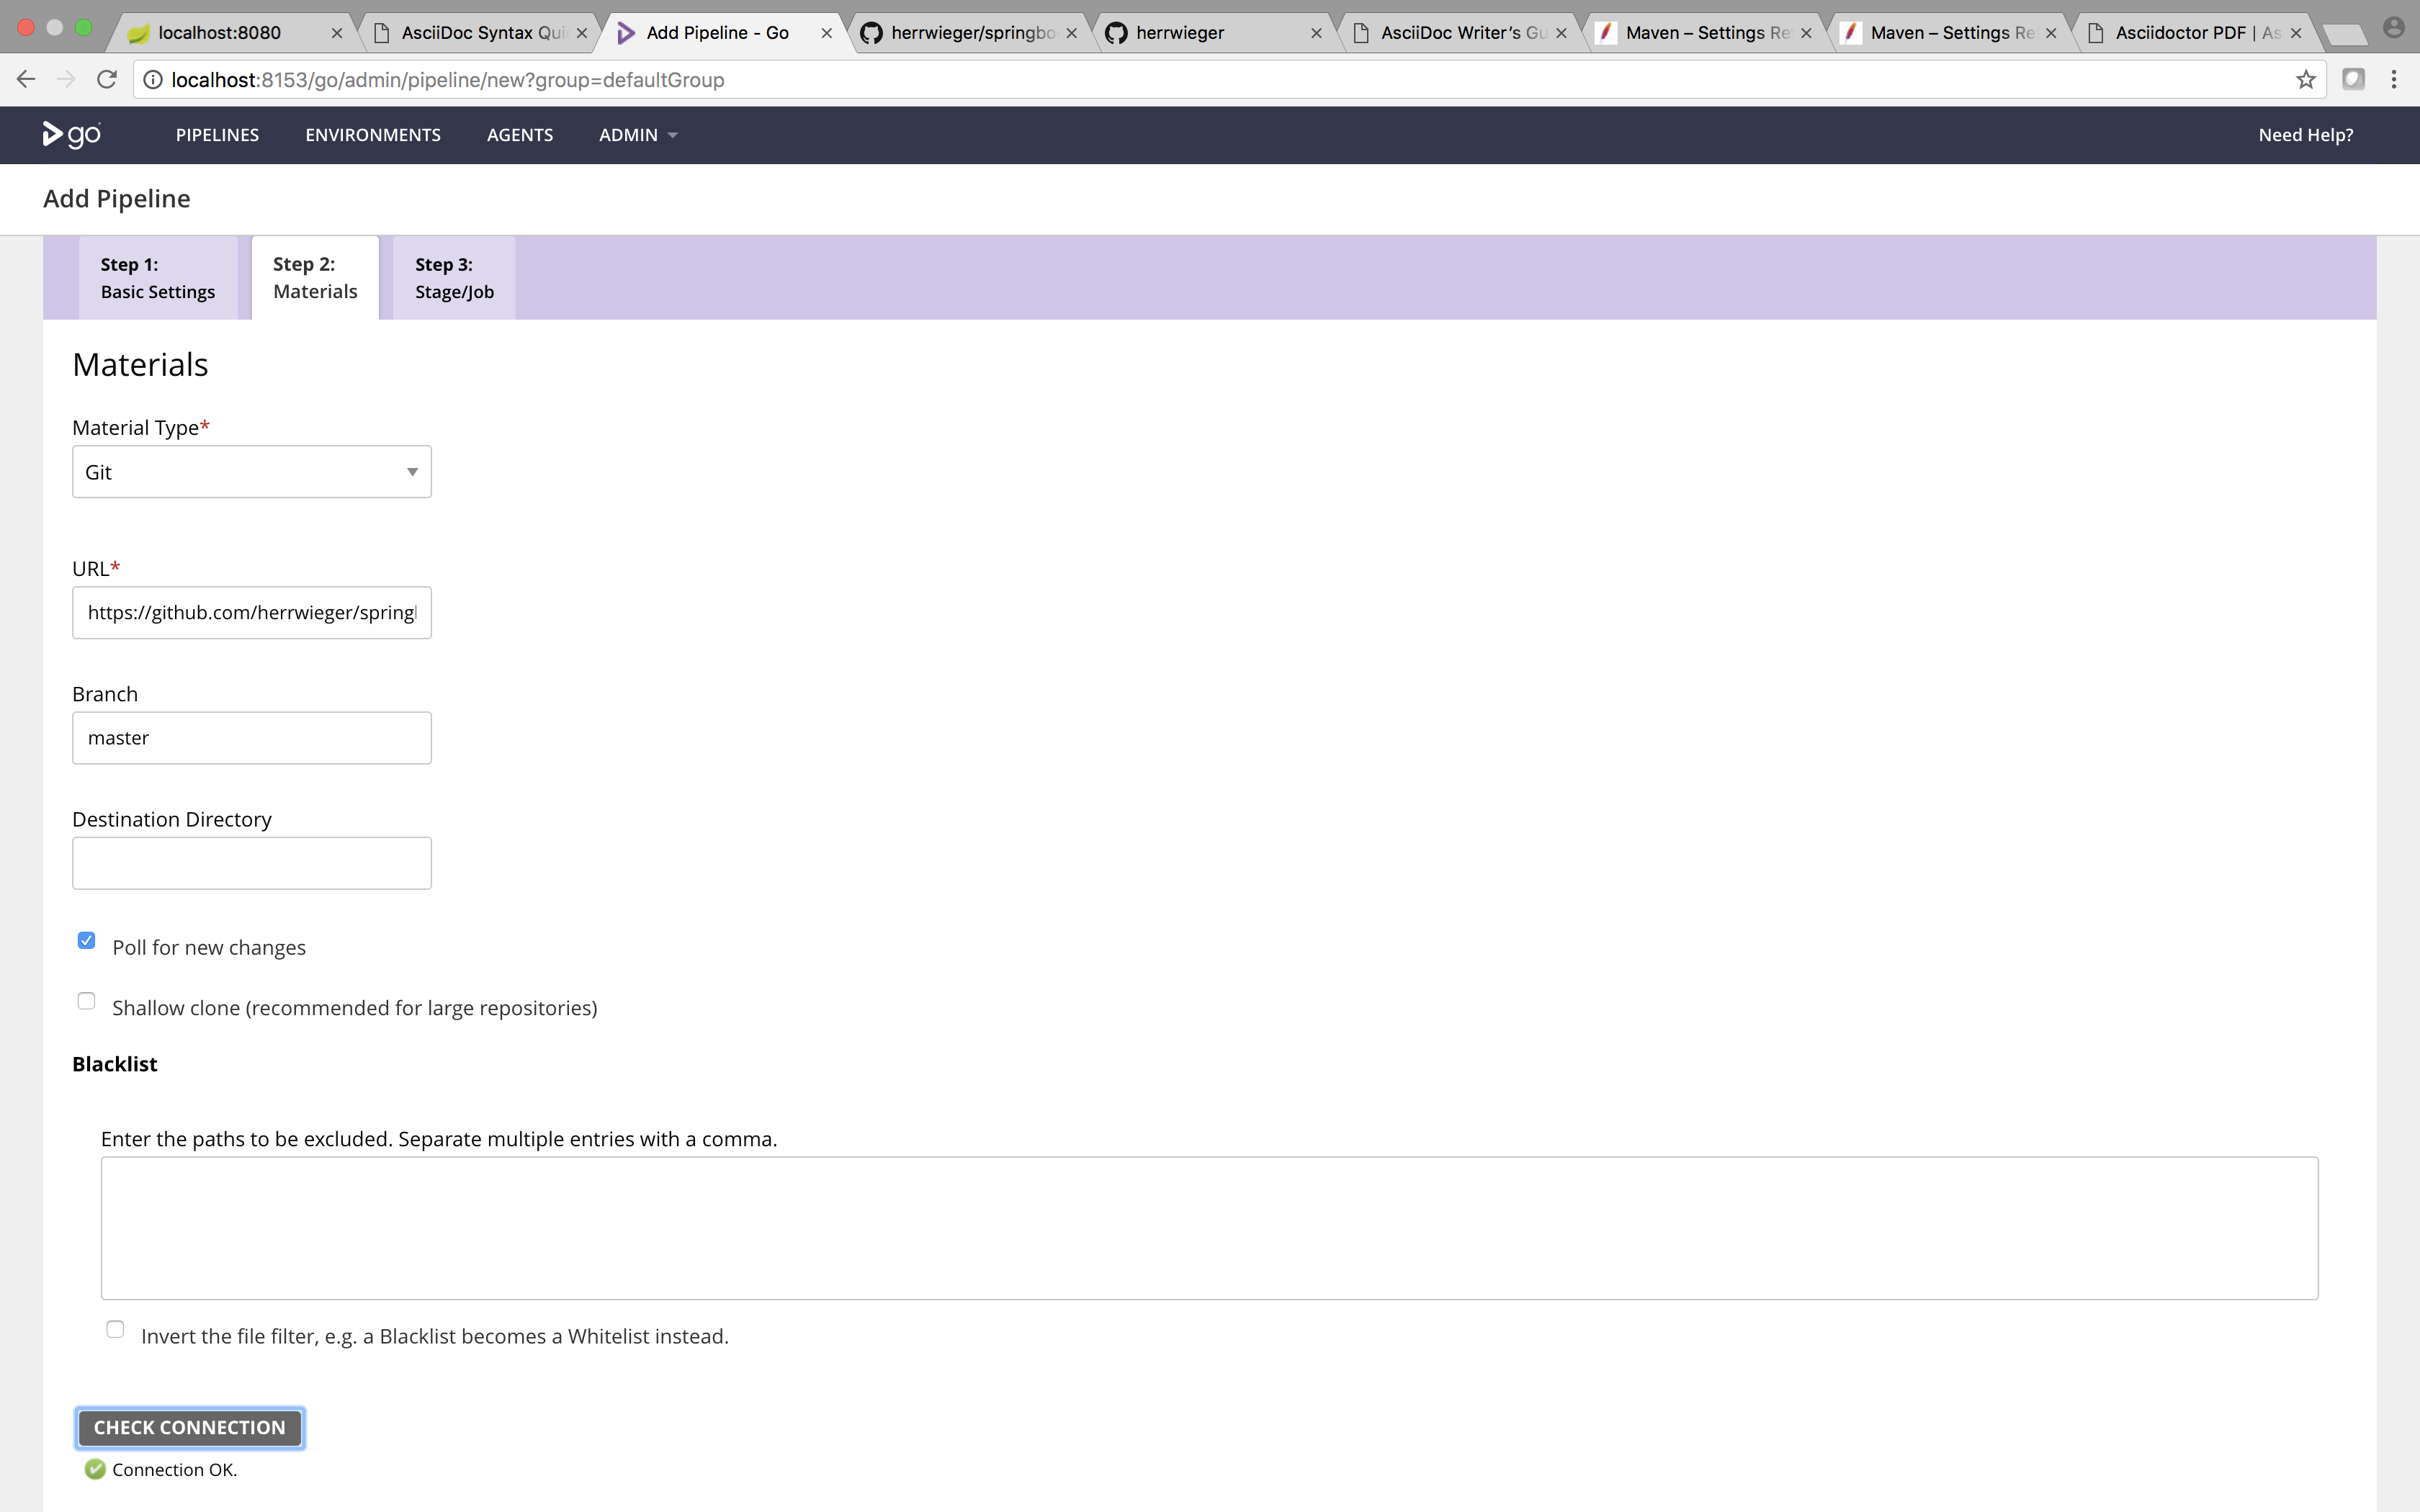 localhost:8080
AsciiDoc Syntax Qui
Add Pipeline - Go
herrwieger/springbo
herrwieger
AsciiDoc Writer's Gu
Maven – Settings Re
Maven – Settings Re
Asciidoctor PDF | As
localhost:8153/go/admin/pipeline/new?group=defaultGroup
go PIPELINES ENVIRONMENTS AGENTS ADMIN Need Help?
Add Pipeline
Step 1:
Basic Settings
Step 2:
Materials
Step 3:
Stage/Job
Materials
Material Type*
Git
URL*
https://github.com/herrwieger/spring
Branch
master
Destination Directory
Poll for new changes
Shallow clone (recommended for large repositories)
Blacklist
Enter the paths to be excluded. Separate multiple entries with a comma.
Invert the file filter, e.g. a Blacklist becomes a Whitelist instead.
CHECK CONNECTION
Connection OK.